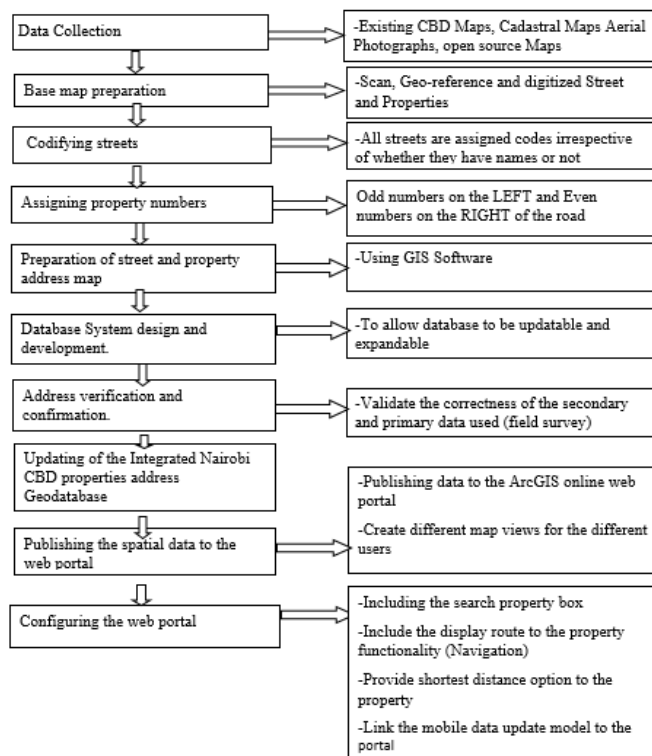 Data Collection
-Existing CBD Maps, Cadastral Maps Aerial
Photographs, open source Maps
Base map preparation
-Scan, Geo-reference and digitized Street
and Properties
Codifying streets
-All streets are assigned codes irrespective
of whether they have names or not
Assigning property numbers
Odd numbers on the LEFT and Even
numbers on the RIGHT of the road
Preparation of street and property
address map
-Using GIS Software
Database System design and
development.
-To allow database to be updatable and
expandable
Address verification and
confirmation.
-Validate the correctness of the secondary
and primary data used (field survey)
Updating of the Integrated Nairobi
CBD properties address
Geodatabase
Publishing the spatial data to the
web portal
-Publishing data to the ArcGIS online web
portal
-Create different map views for the different
users
Configuring the web portal
-Including the search property box
-Include the display route to the property
functionality (Navigation)
-Provide shortest distance option to the
property
-Link the mobile data update model to the
portal